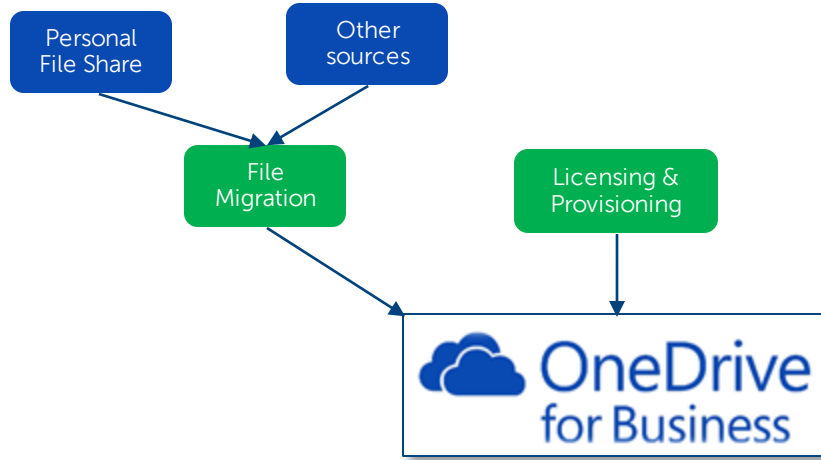 Personal
File Share
Other
sources
File
Migration
Licensing &
Provisioning
OneDrive
for Business